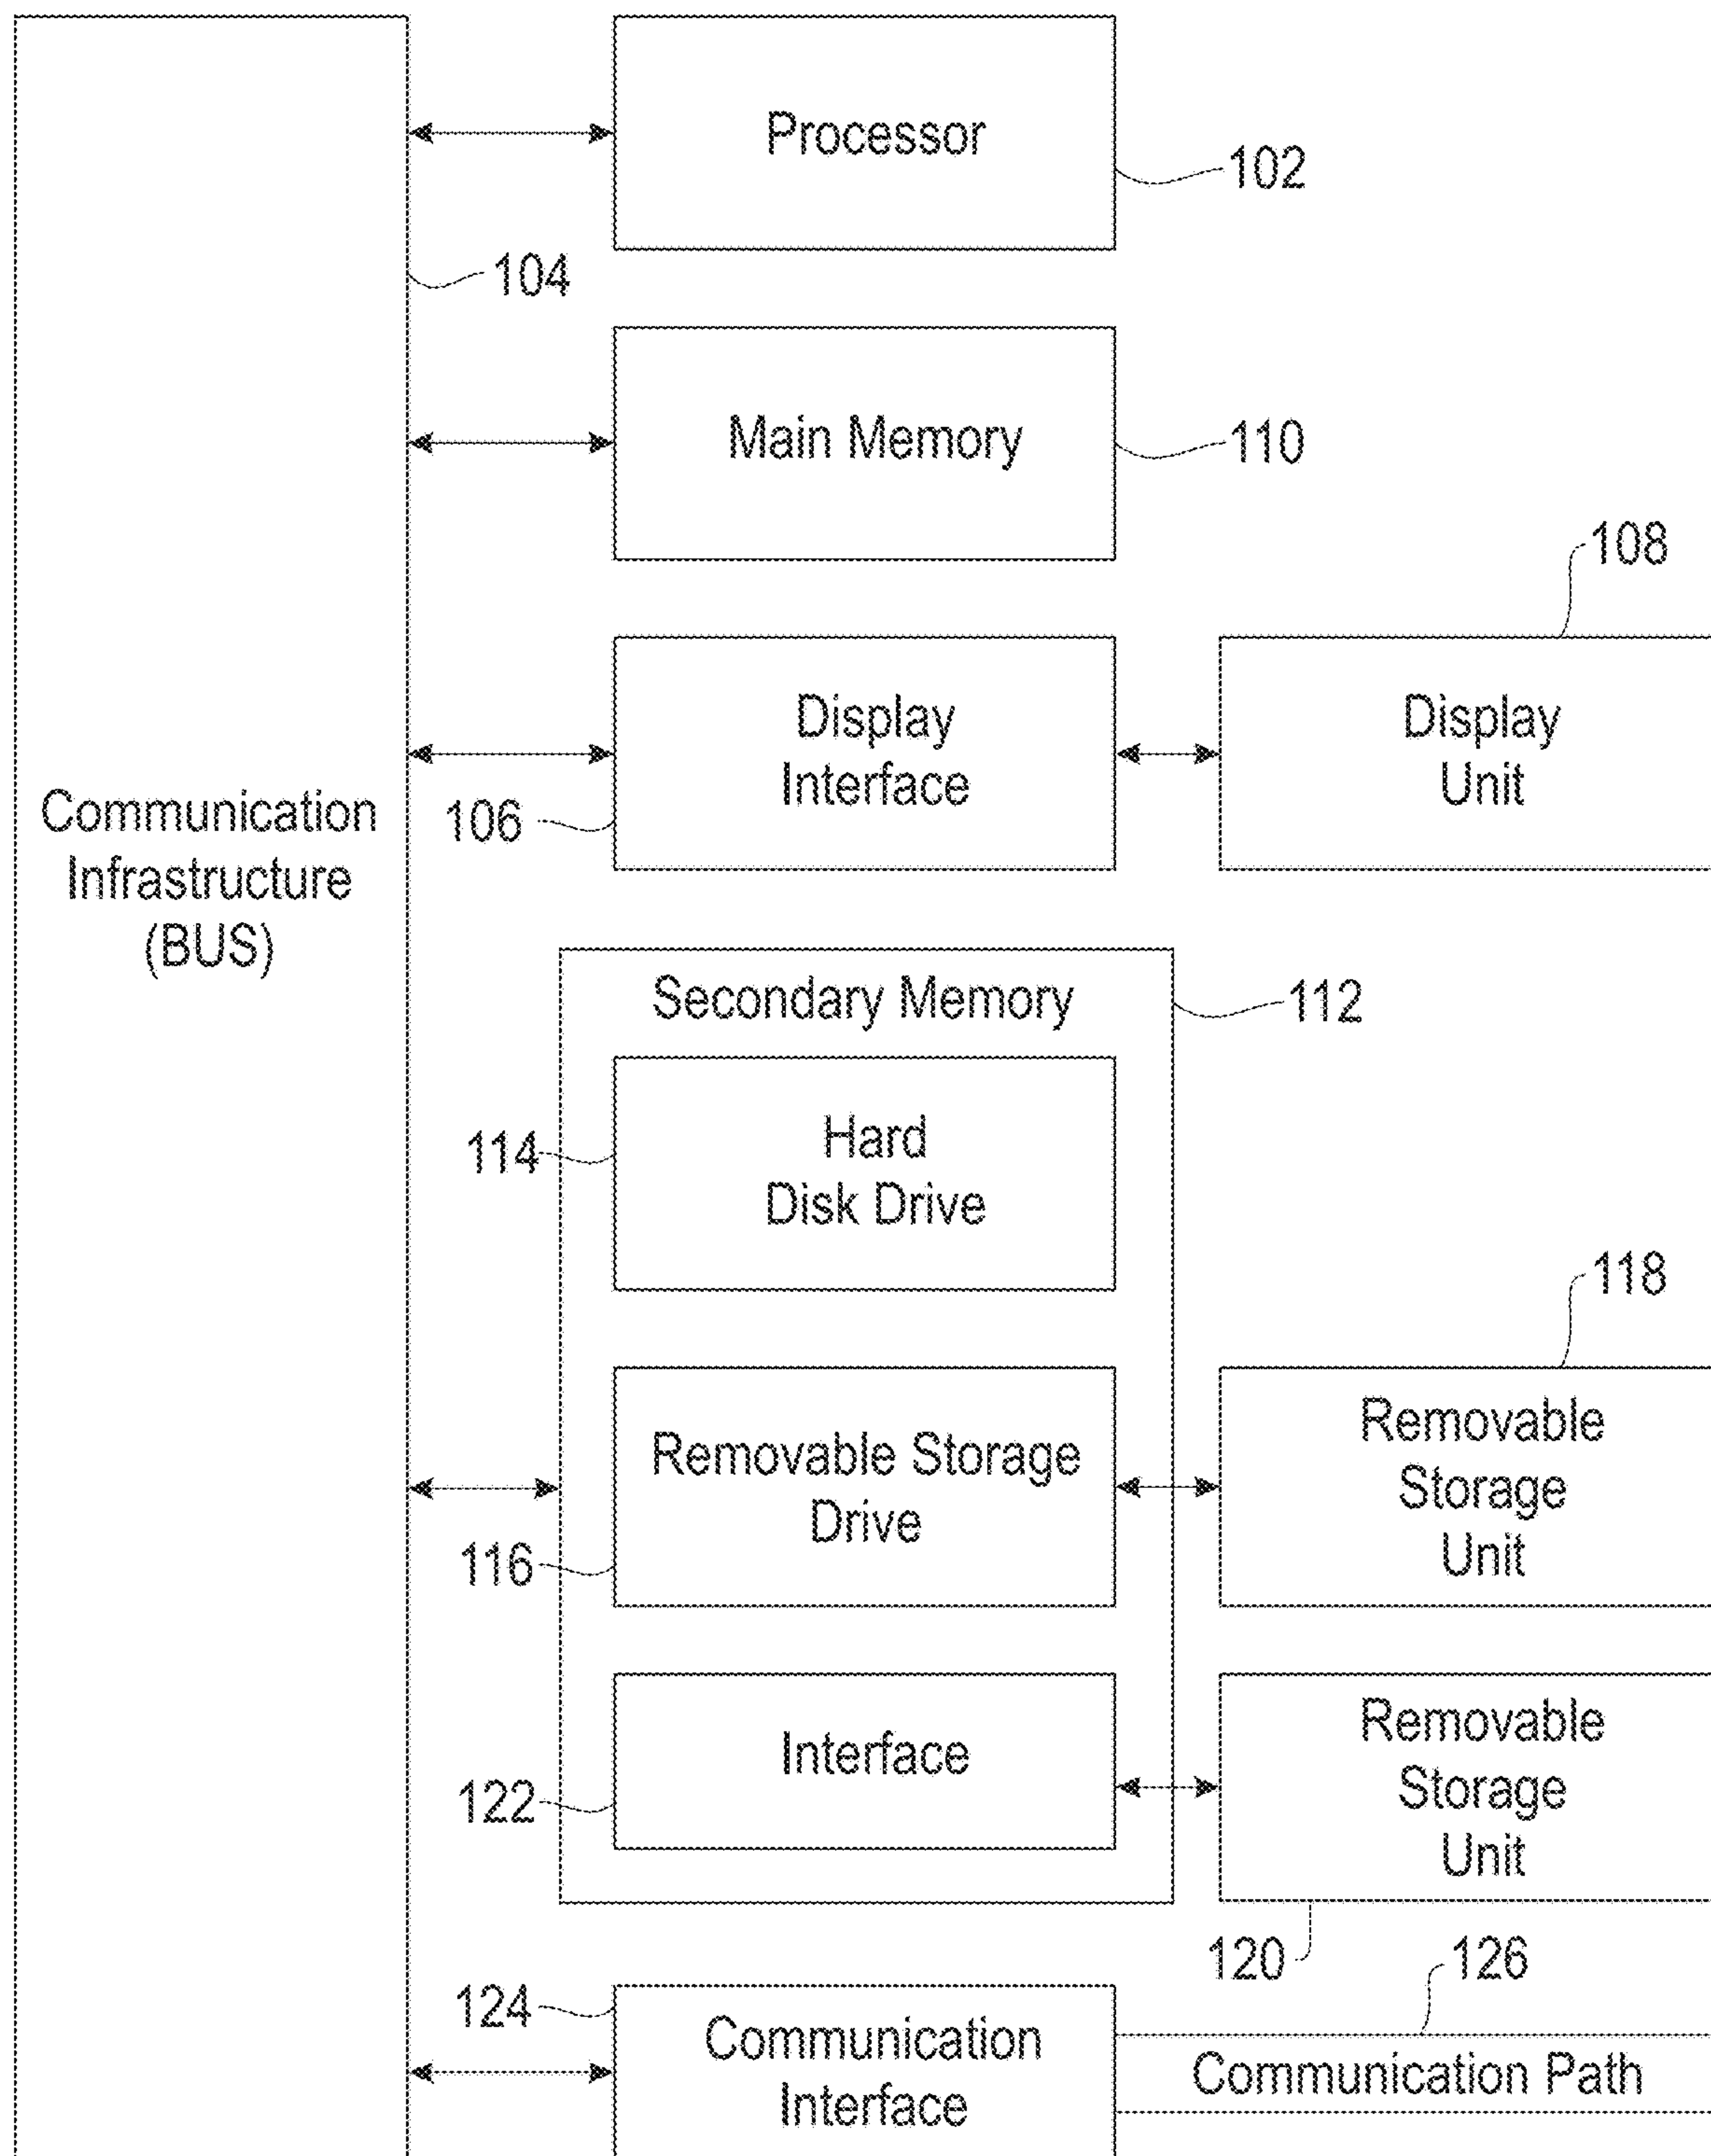 Processor
102
104
Main Memory
110
108
Display
Interface
106
Display
Unit
Communication
Infrastructure
(BUS)
Secondary Memory
112
Hard
Disk Drive
114
118
Removable Storage
Drive
116
Removable
Storage
Unit
Interface
122
Removable
Storage
Unit
120
126
124
Communication
Interface
Communication Path